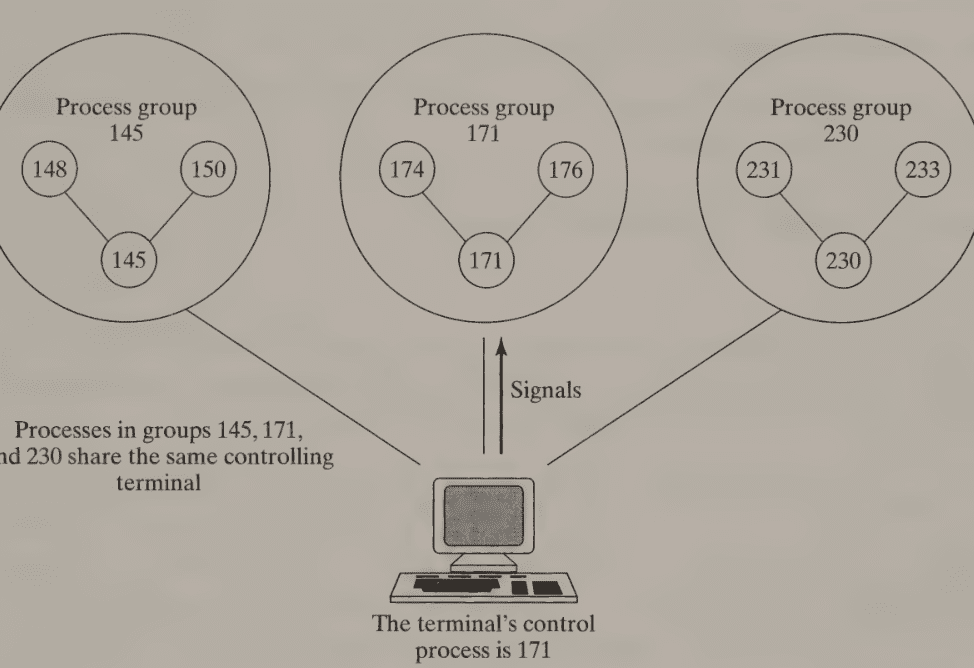 Process group
145
148
150
145
Process group
171
174
176
171
Process group
230
231
233
230
Signals
Processes in groups 145, 171,
nd 230 share the same controlling
terminal
The terminal's control
process is 171